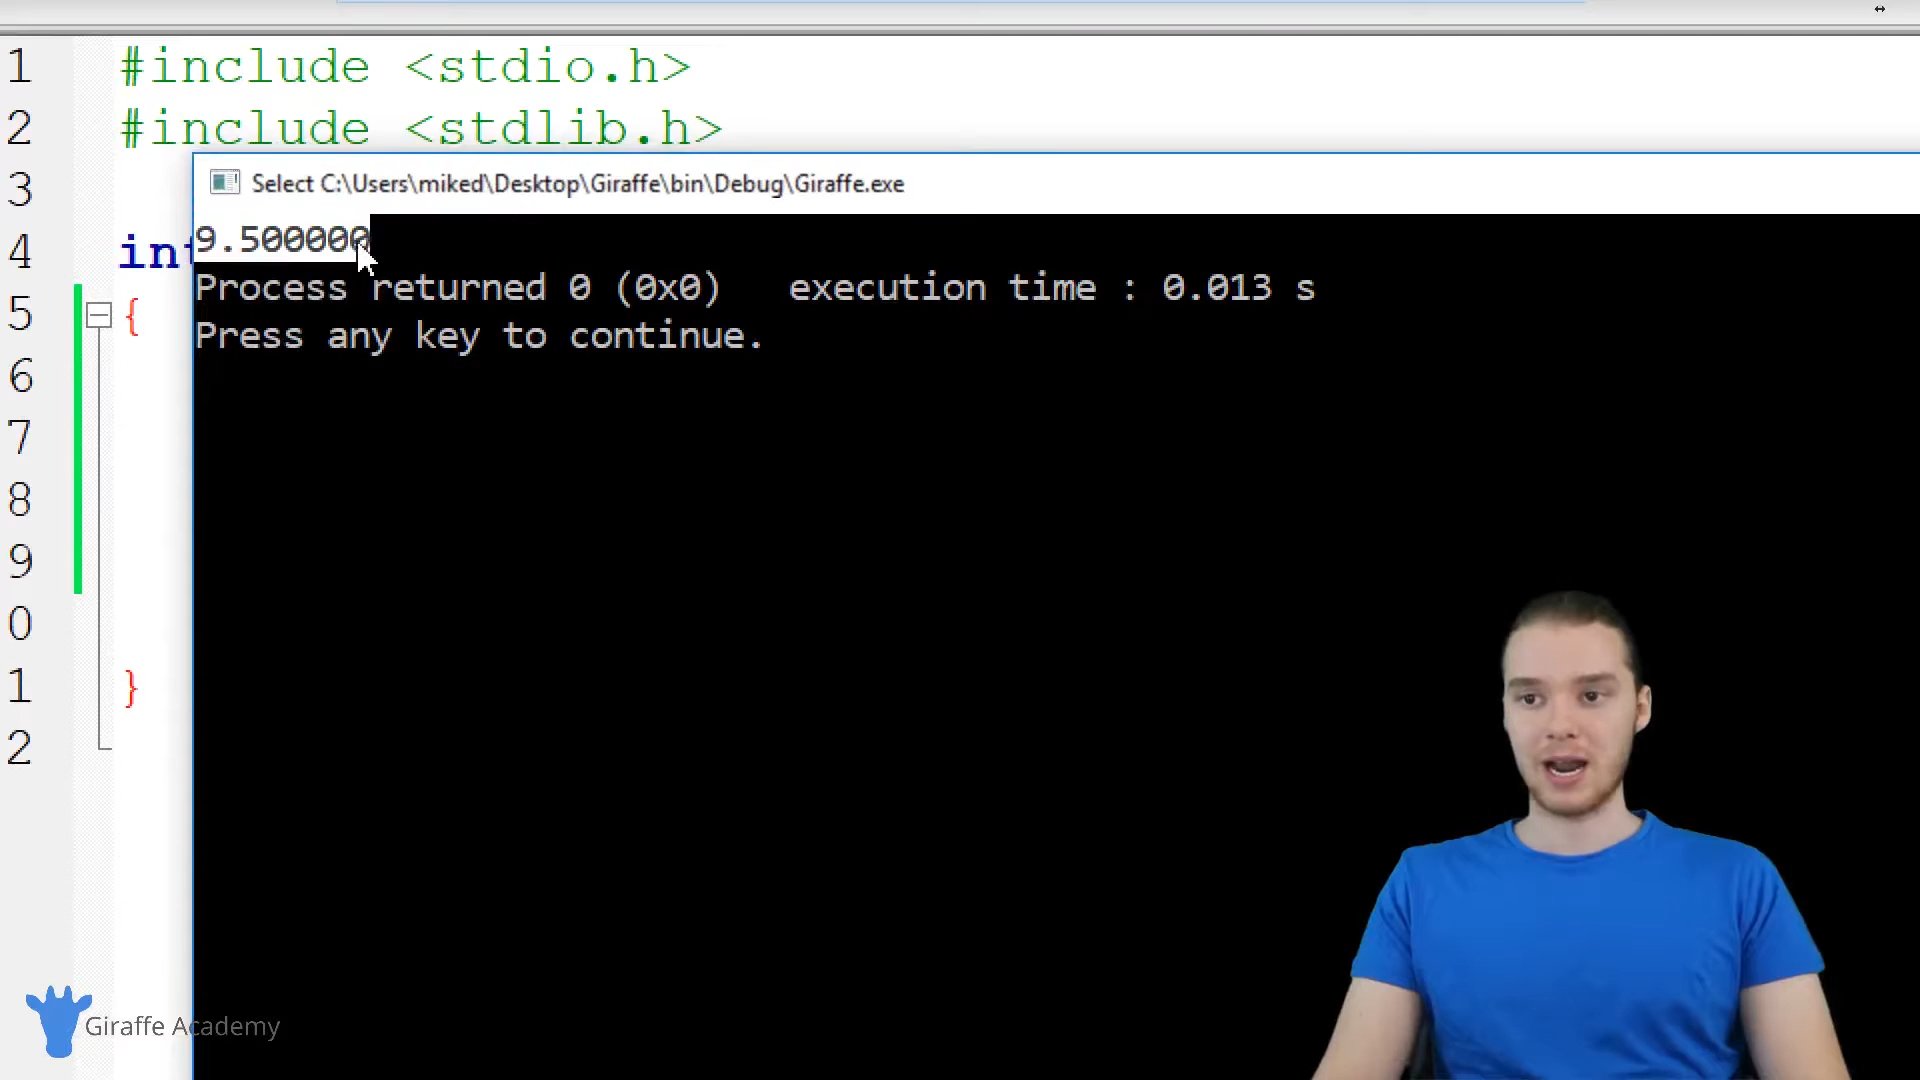 1 #include <stdio.h>
2 #include <stdlib.h>
3
Select C:\Users\miked\Desktop\Giraffe\bin\Debug\Giraffe.exe
4 int
9.500000
Process returned 0 (0x0)   execution time : 0.013 s
5 {
Press any key to continue.
6
7
8
9
0
1 }
2
Giraffe Academy